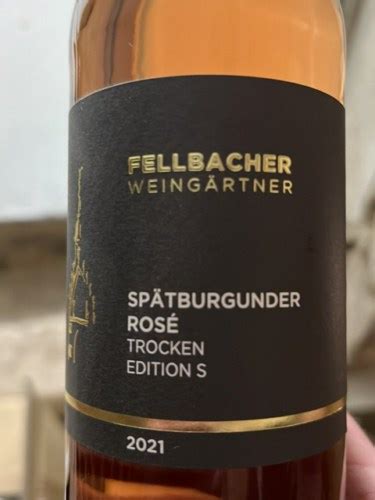 FELLBACHER
WEINGÄRTNER
SPÄTBURGUNDER
ROSÉ
TROCKEN
EDITION S
2021